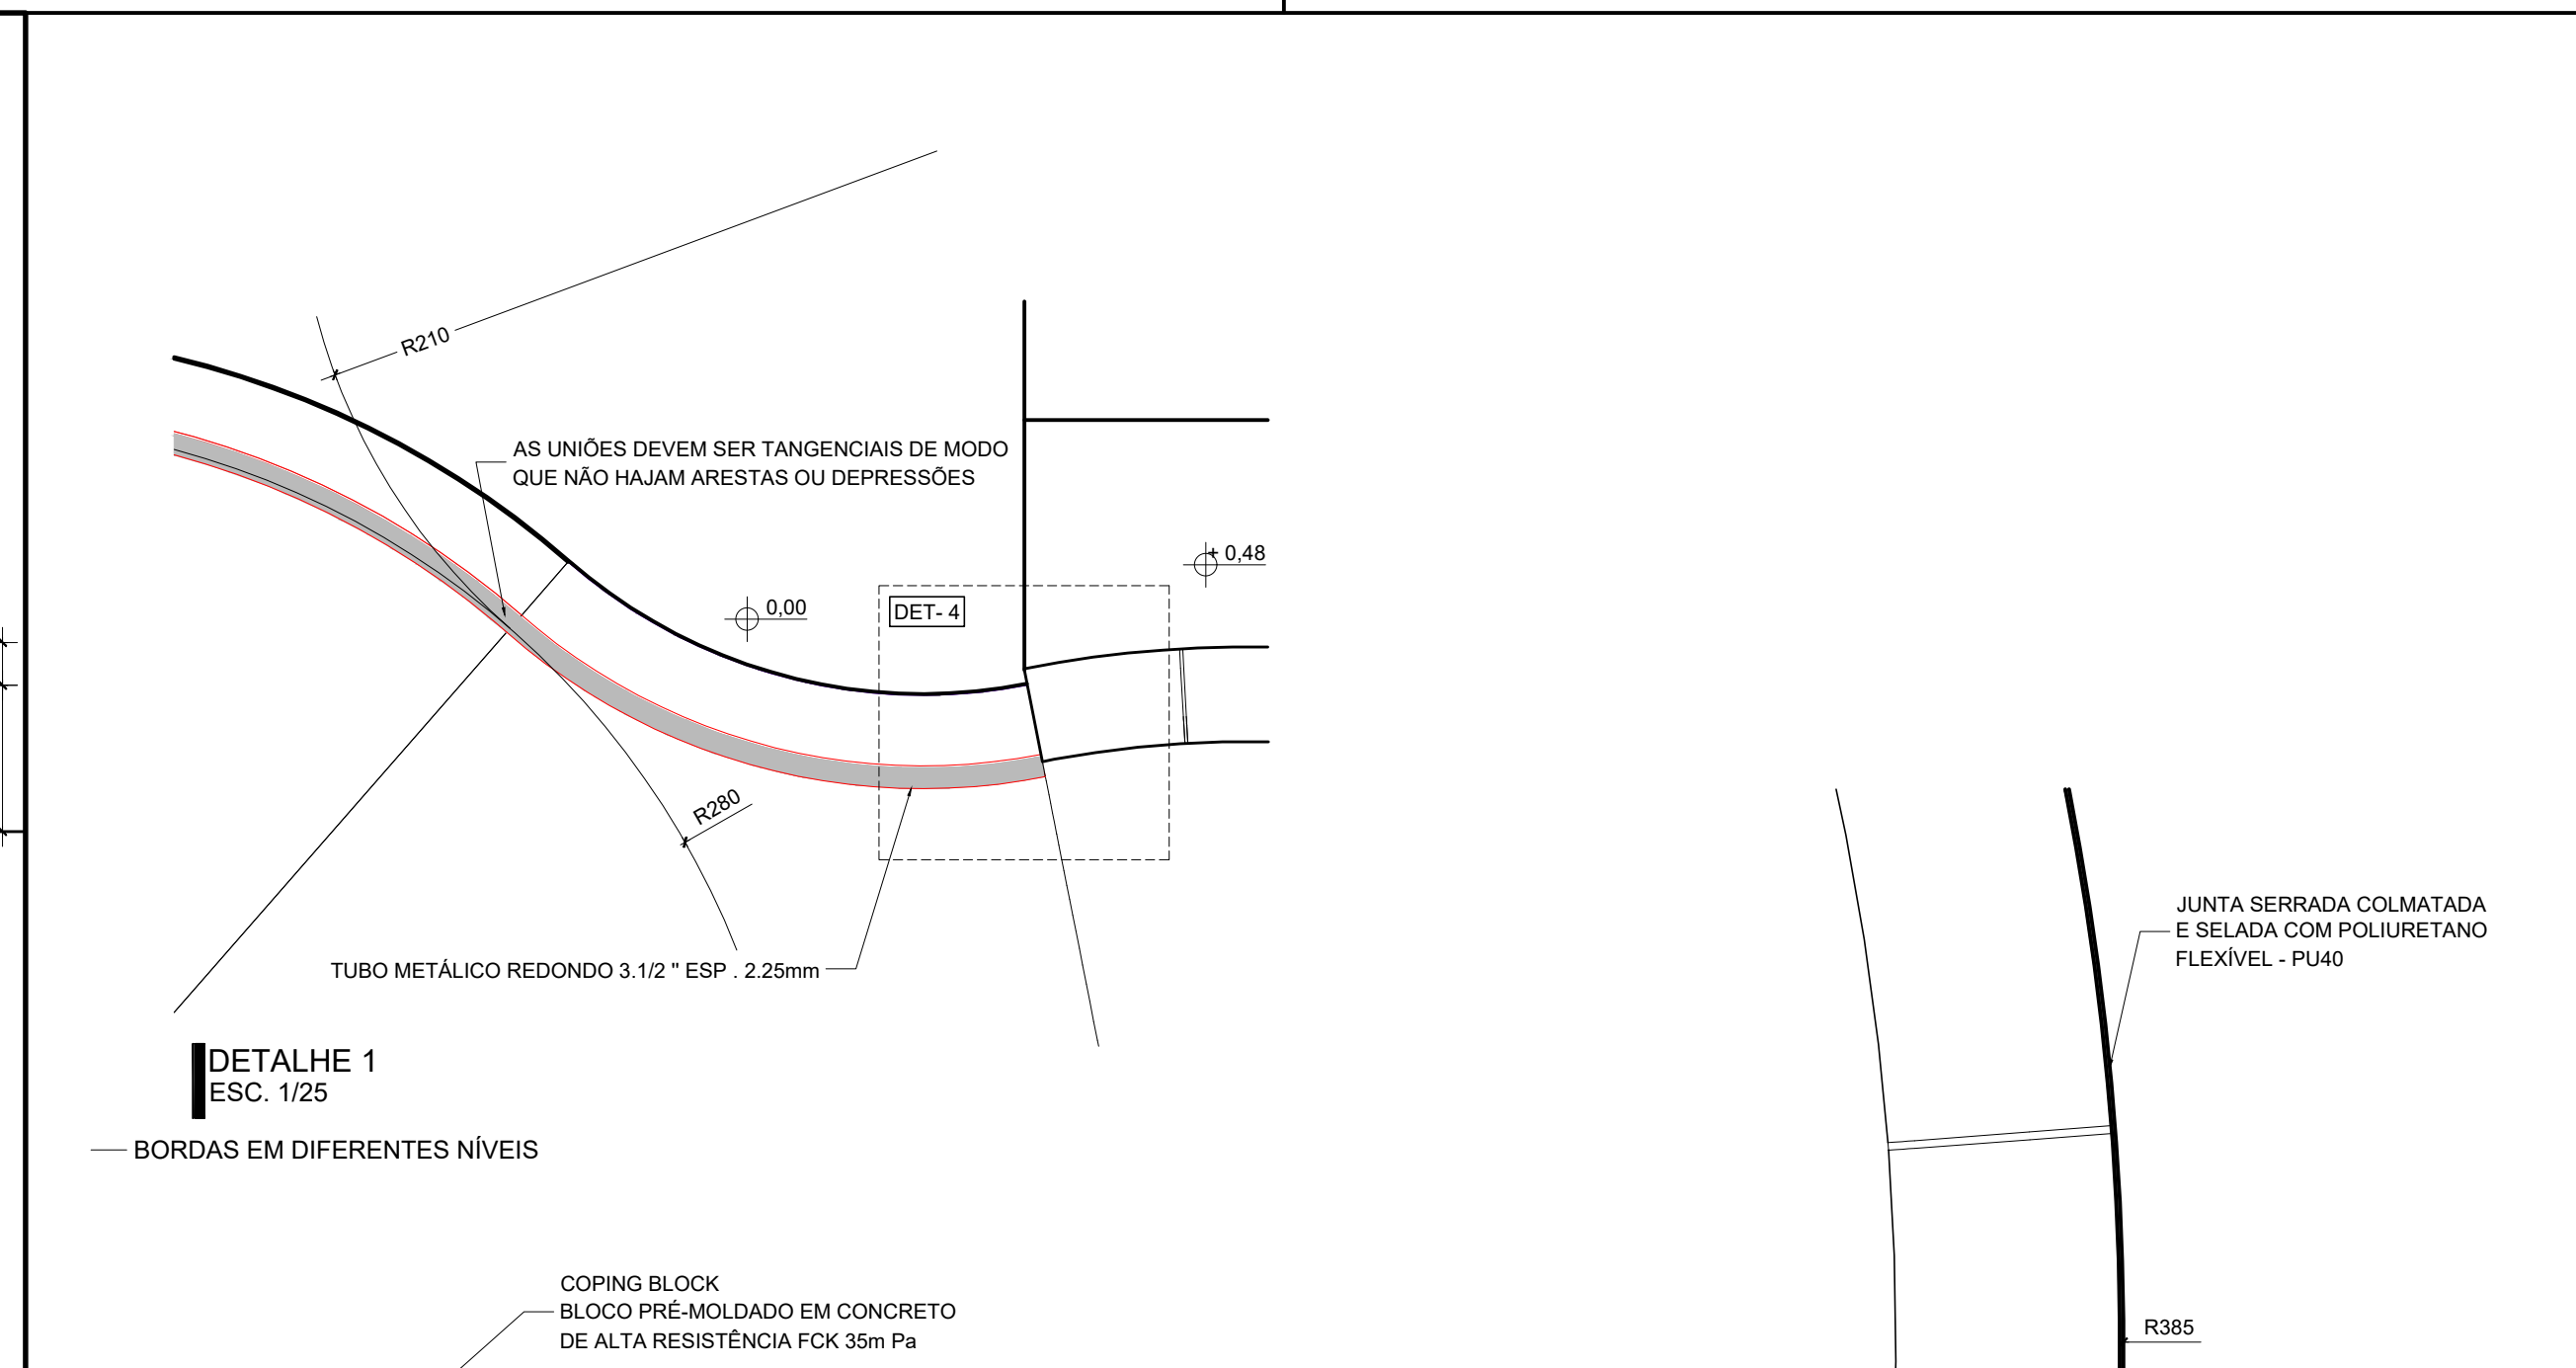 R210
AS UNIÕES DEVEM SER TANGENCIAIS DE MODO
QUE NÃO HAJAM ARESTAS OU DEPRESSÕES
+ 0,48
0,00
DET- 4
R280
TUBO METÁLICO REDONDO 3.1/2 " ESP . 2.25mm
JUNTA SERRADA COLMATADA
E SELADA COM POLIURETANO
FLEXÍVEL - PU40
DETALHE 1
ESC. 1/25
BORDAS EM DIFERENTES NÍVEIS
COPING BLOCK
BLOCO PRÉ-MOLDADO EM CONCRETO
DE ALTA RESISTÊNCIA FCK 35m Pa
R385